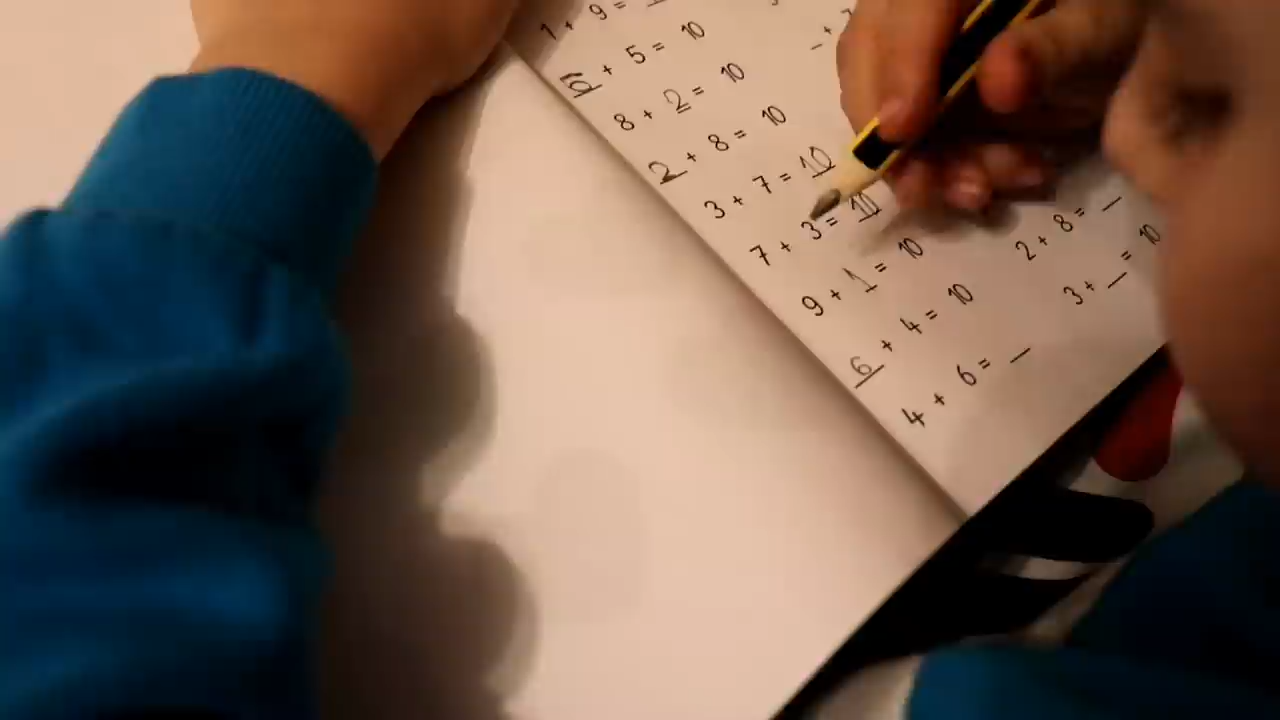 1 + 9 =
+ 5 = 10
8 + 2 = 10
2 + 8 = 10
3 + 7 = 10
7 + 3 = 10
9 + 1 = 10
6 + 4 = 10
4 + 6 = _
2 + 8 = _
3 + _ = 10